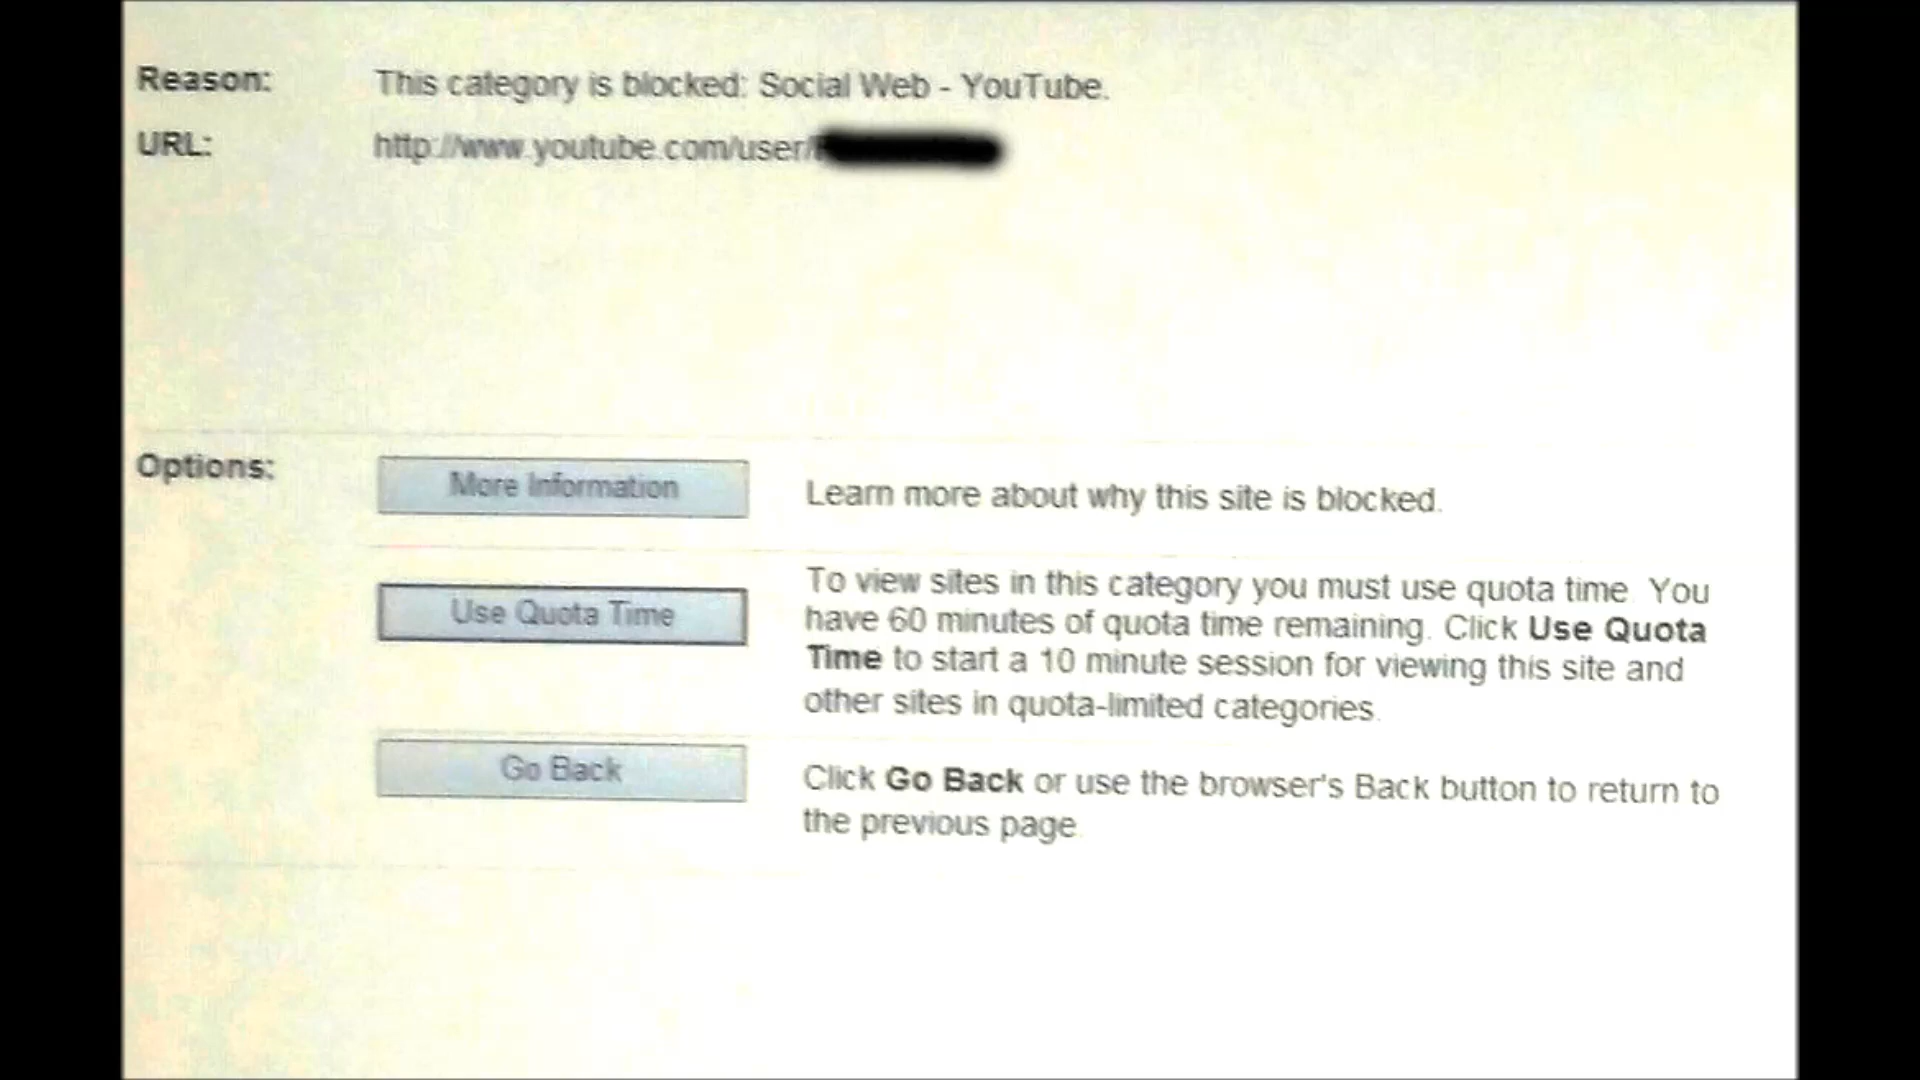 Reason: This category is blocked: Social Web - YouTube.
URL: http://www.youtube.com/user/
Options: More Information Learn more about why this site is blocked.
Use Quota Time To view sites in this category you must use quota time. You
have 60 minutes of quota time remaining. Click Use Quota
Time to start a 10 minute session for viewing this site and
other sites in quota-limited categories.
Go Back Click Go Back or use the browser's Back button to return to
the previous page.